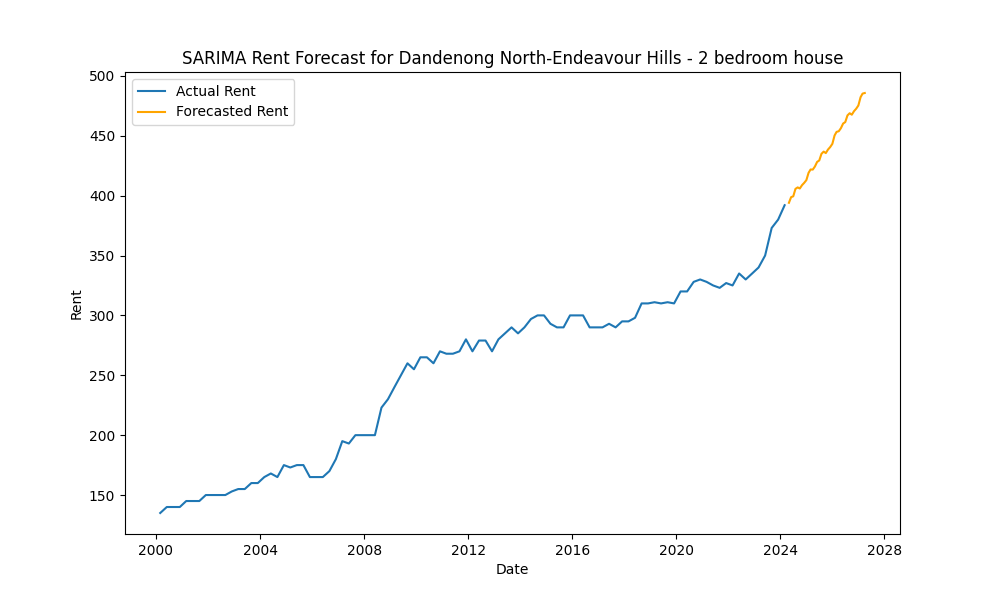 SARIMA Rent Forecast for Dandenong North-Endeavour Hills - 2 bedroom house
Actual Rent
Forecasted Rent
500
450
400
350
300
250
200
150
Rent
2000 2004 2008 2012 2016 2020 2024 2028
Date